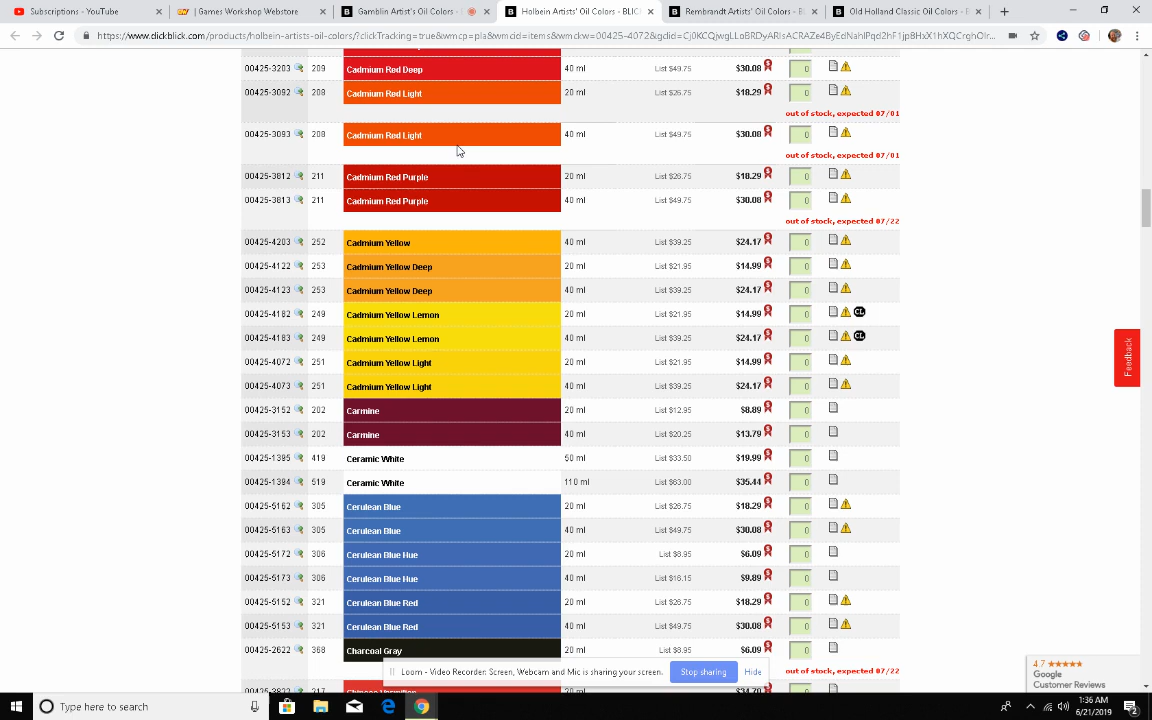 Subscriptions - YouTube
| Games Workshop Webstore
Gamblin Artist's Oil Colors -
Holbein Artists' Oil Colors - BLIC
Rembrandt Artists' Oil Colors - BL
Old Holland Classic Oil Colors - B
https://www.dickblick.com/products/holbein-artists-oil-colors/?clickTracking=true&wmcp=pla&wmcid=items&wmckw=00425-4072&gclid=
00425-3203 209 Cadmium Red Deep 40 ml List $49.75 $30.08 0
00425-3092 208 Cadmium Red Light 20 ml List $26.75 $18.29 0
out of stock, expected 07/01
00425-3093 208 Cadmium Red Light 40 ml List $49.75 $30.08 0
out of stock, expected 07/01
00425-3812 211 Cadmium Red Purple 20 ml List $26.75 $18.29 0
00425-3813 211 Cadmium Red Purple 40 ml List $49.75 $30.08 0
out of stock, expected 07/22
00425-4203 252 Cadmium Yellow 40 ml List $39.25 $24.17 0
00425-4122 253 Cadmium Yellow Deep 20 ml List $21.95 $14.99 0
00425-4123 253 Cadmium Yellow Deep 40 ml List $39.25 $24.17 0
00425-4182 249 Cadmium Yellow Lemon 20 ml List $21.95 $14.99 0 CL
00425-4183 249 Cadmium Yellow Lemon 40 ml List $39.25 $24.17 0 CL
00425-4072 251 Cadmium Yellow Light 20 ml List $21.95 $14.99 0
00425-4073 251 Cadmium Yellow Light 40 ml List $39.25 $24.17 0
Feedback
00425-3152 202 Carmine 20 ml List $12.95 $8.89 0
00425-3153 202 Carmine 40 ml List $20.25 $13.79 0
00425-1395 419 Ceramic White 50 ml List $33.50 $19.99 0
00425-1394 519 Ceramic White 110 ml List $63.00 $35.44 0
00425-5162 305 Cerulean Blue 20 ml List $26.75 $18.29 0
00425-5163 305 Cerulean Blue 40 ml List $49.75 $30.08 0
00425-5172 306 Cerulean Blue Hue 20 ml List $8.95 $6.09 0
00425-5173 306 Cerulean Blue Hue 40 ml List $16.15 $9.89 0
00425-5152 321 Cerulean Blue Red 20 ml List $26.75 $18.29 0
00425-5153 321 Cerulean Blue Red 40 ml List $49.75 $30.08 0
00425-2622 368 Charcoal Gray 20 ml List $8.95 $6.09 0
out of stock, expected 07/22
Loom - Video Recorder: Screen, Webcam and Mic is sharing your screen.
Stop sharing
Hide
4.7
Google
Customer Reviews
Type here to search
1:36 AM
6/21/2019
2